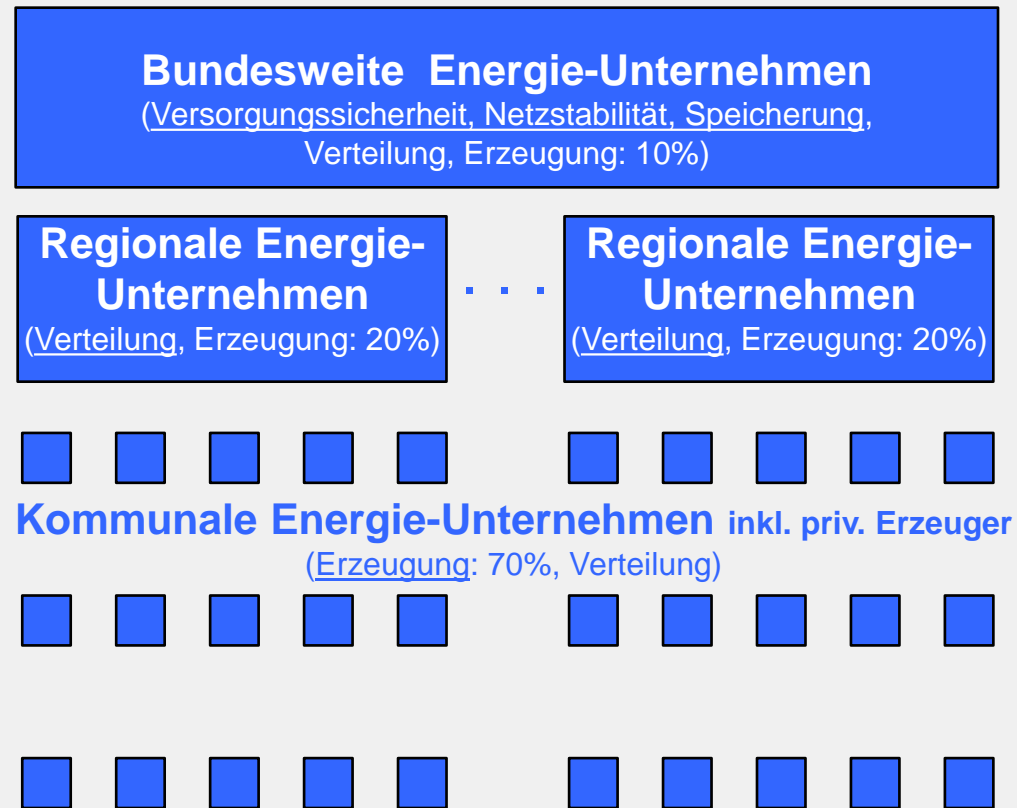 Bundesweite Energie-Unternehmen
(Versorgungssicherheit, Netzstabilität, Speicherung,
Verteilung, Erzeugung: 10%)
Regionale Energie-
Unternehmen
(Verteilung, Erzeugung: 20%)
. . .
Regionale Energie-
Unternehmen
(Verteilung, Erzeugung: 20%)
Kommunale Energie-Unternehmen inkl. priv. Erzeuger
(Erzeugung: 70%, Verteilung)